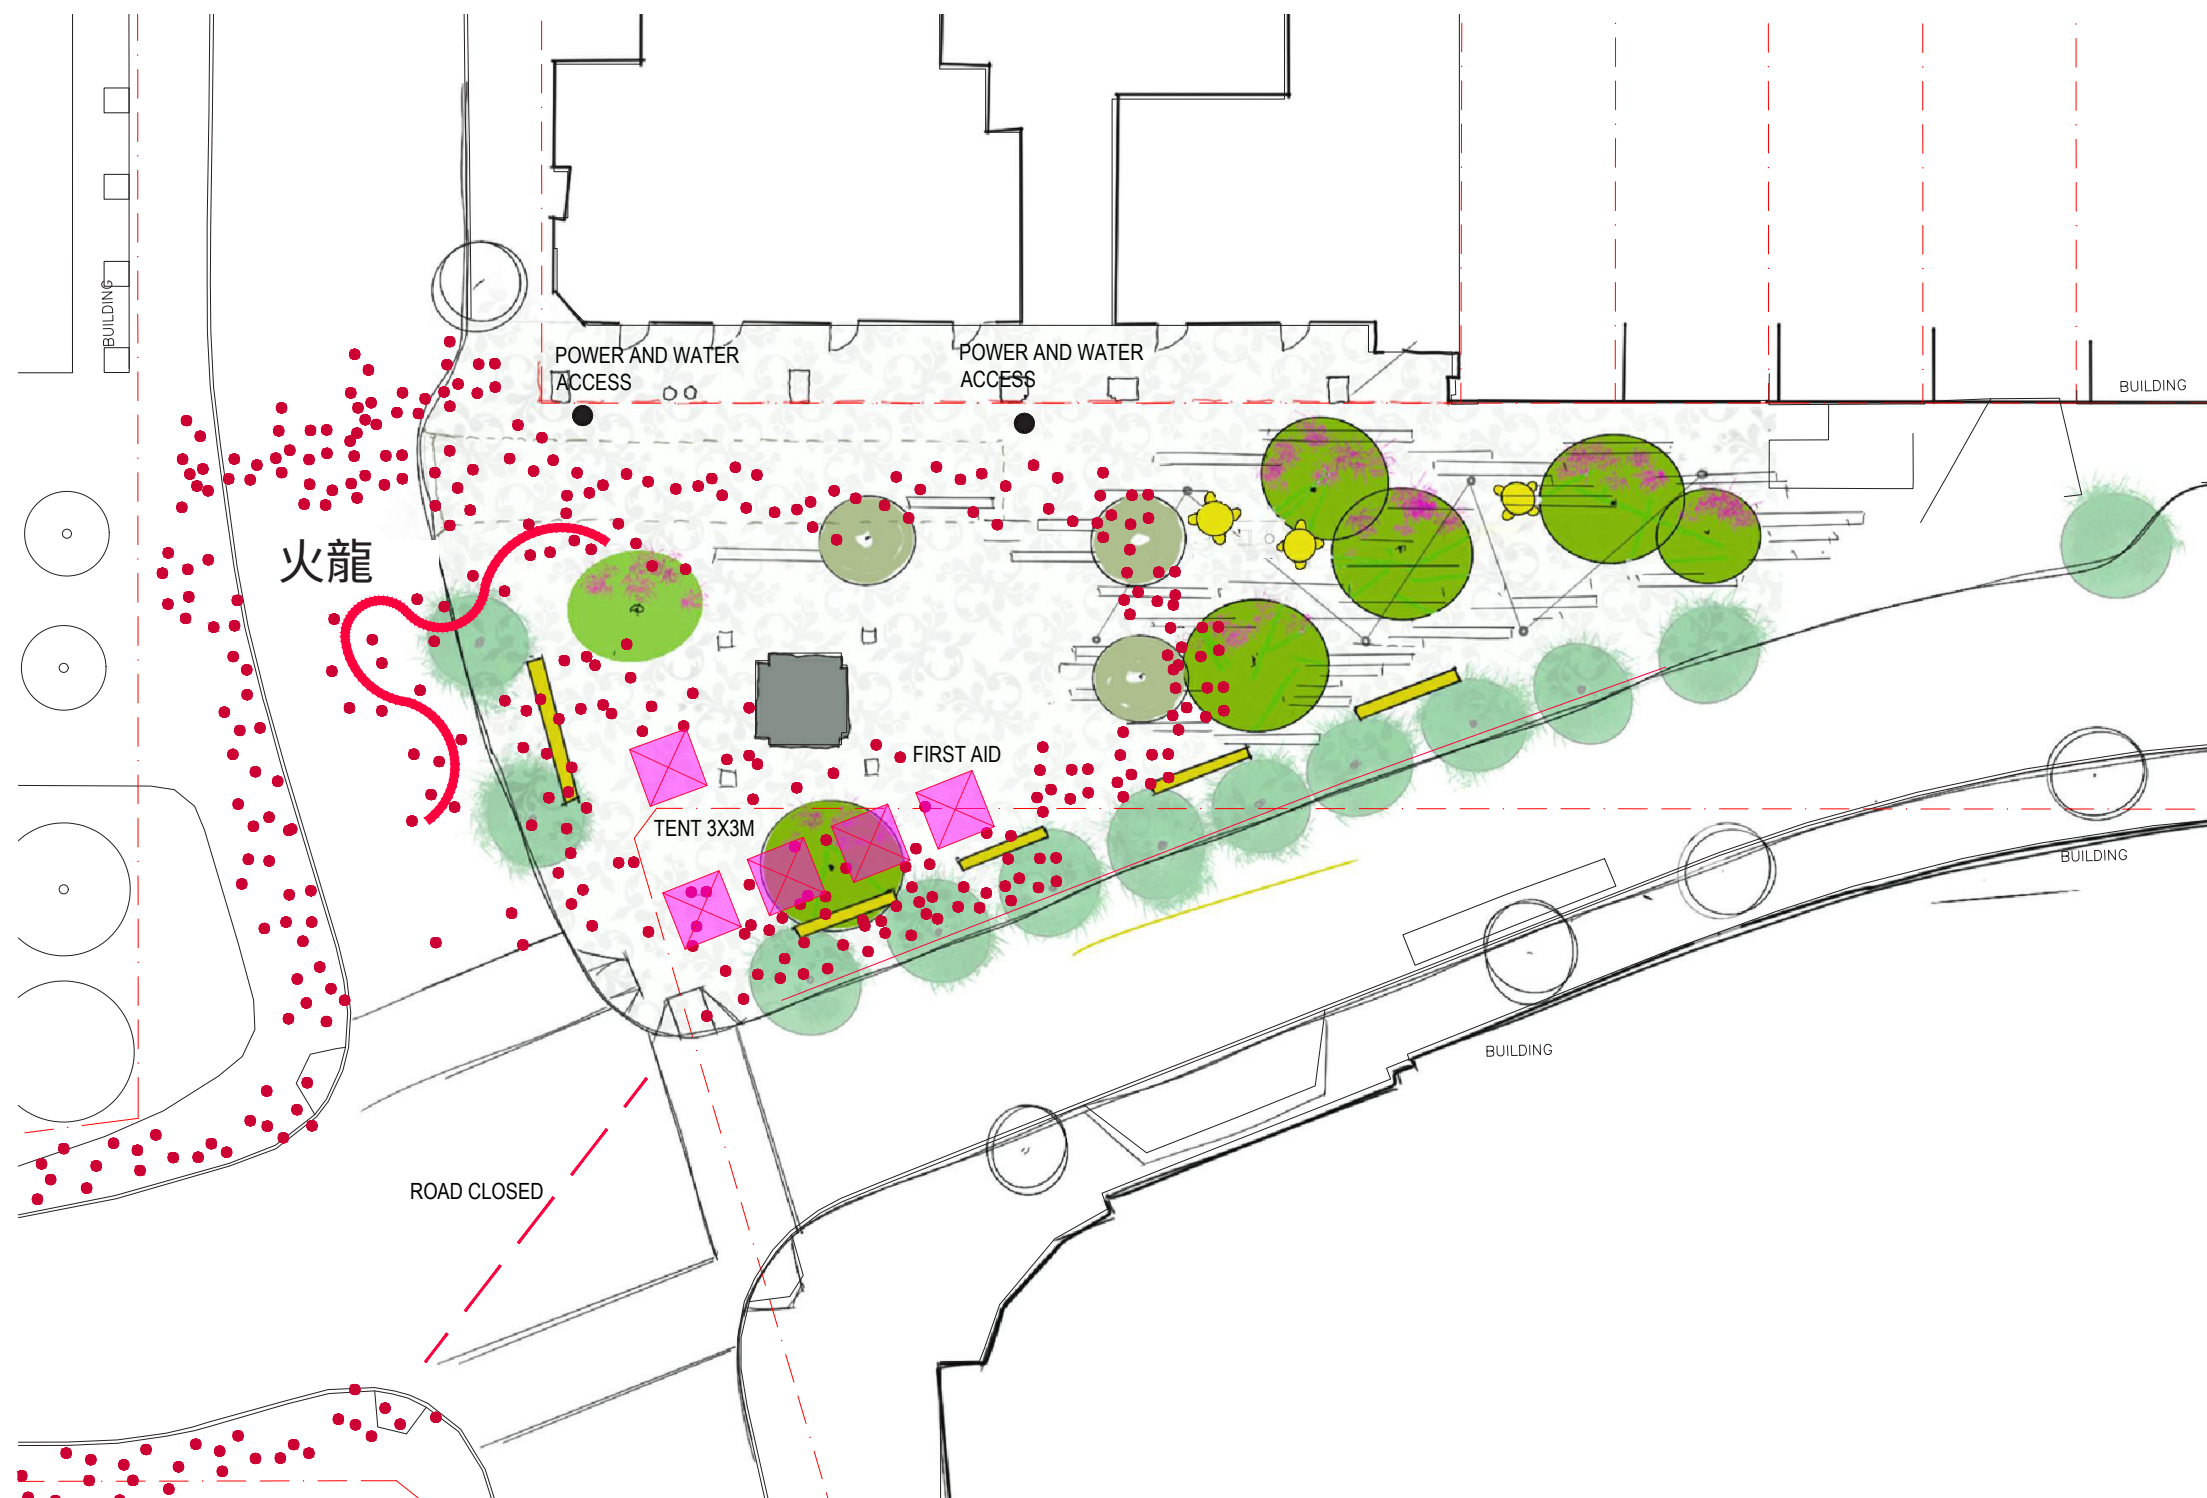 BUILDING
POWER AND WATER
ACCESS
POWER AND WATER
ACCESS
BUILDING
火龍
FIRST AID
TENT 3X3M
BUILDING
BUILDING
ROAD CLOSED